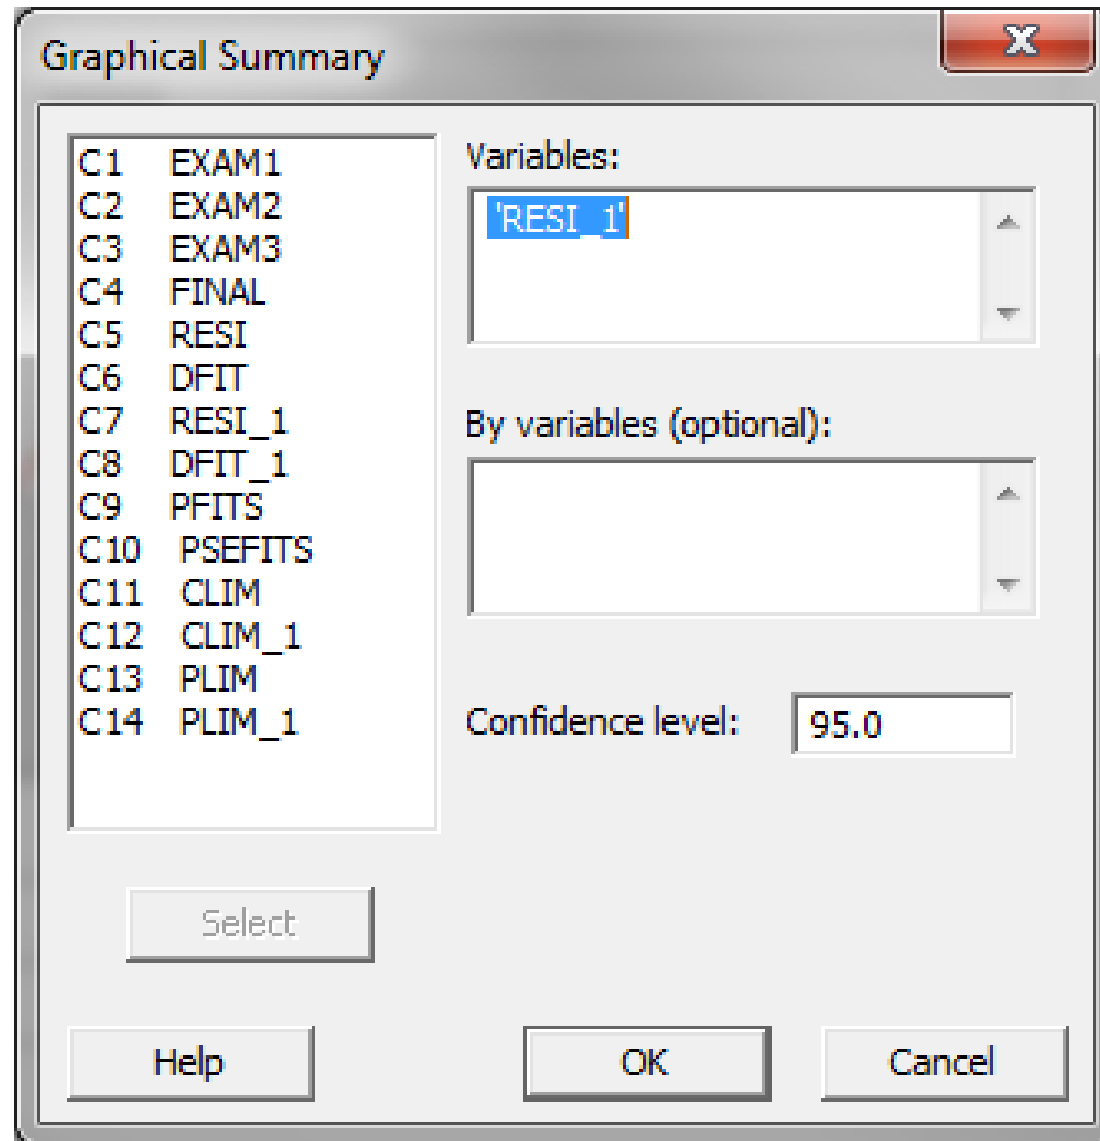 Graphical Summary
C1 EXAM1
C2 EXAM2
C3 EXAM3
C4 FINAL
C5 RESI
C6 DFIT
C7 RESI_1
C8 DFIT_1
C9 PFITS
C10 PSEFITS
C11 CLIM
C12 CLIM_1
C13 PLIM
C14 PLIM_1
Variables:
'RESI_1'
By variables (optional):
Confidence level: 95.0
Select
Help OK Cancel